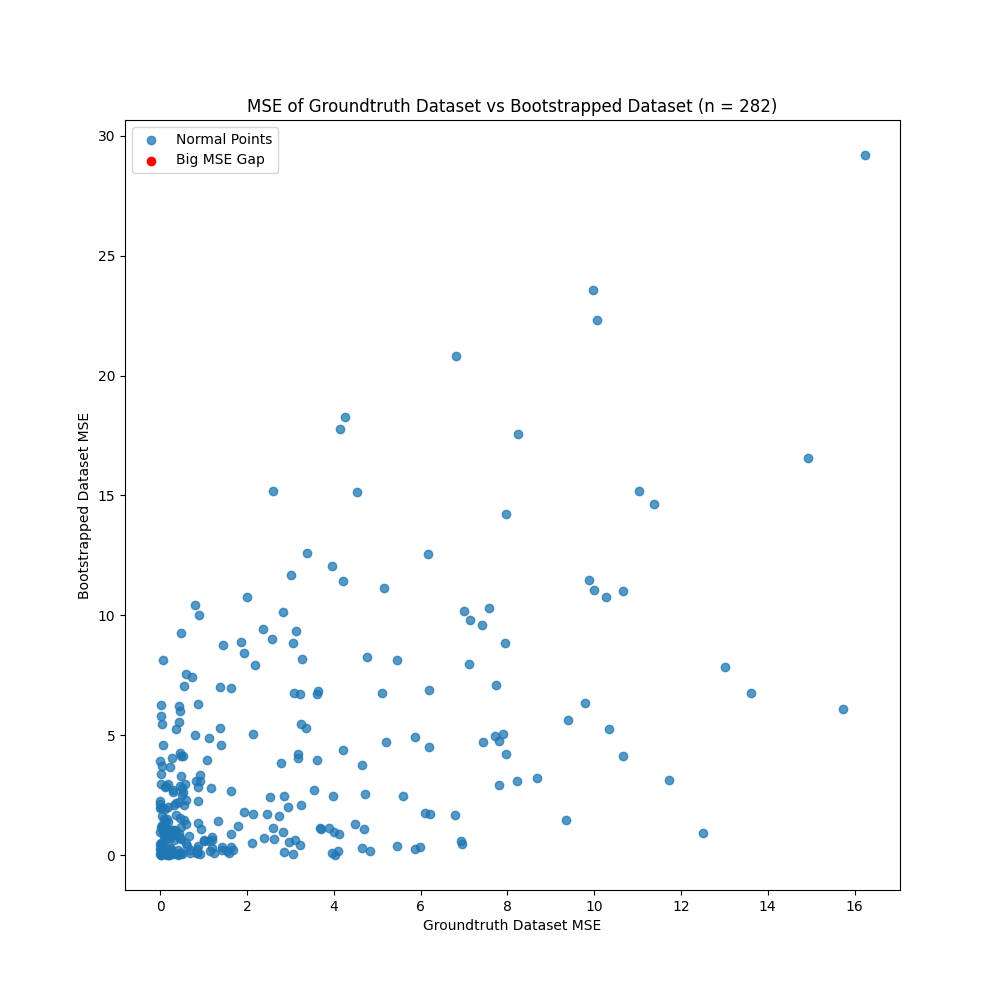 MSE of Groundtruth Dataset vs Bootstrapped Dataset (n = 282)
Normal Points
Big MSE Gap
30
25
20
15
10
5
0
Bootstrapped Dataset MSE
0 2 4 6 8 10 12 14 16
Groundtruth Dataset MSE